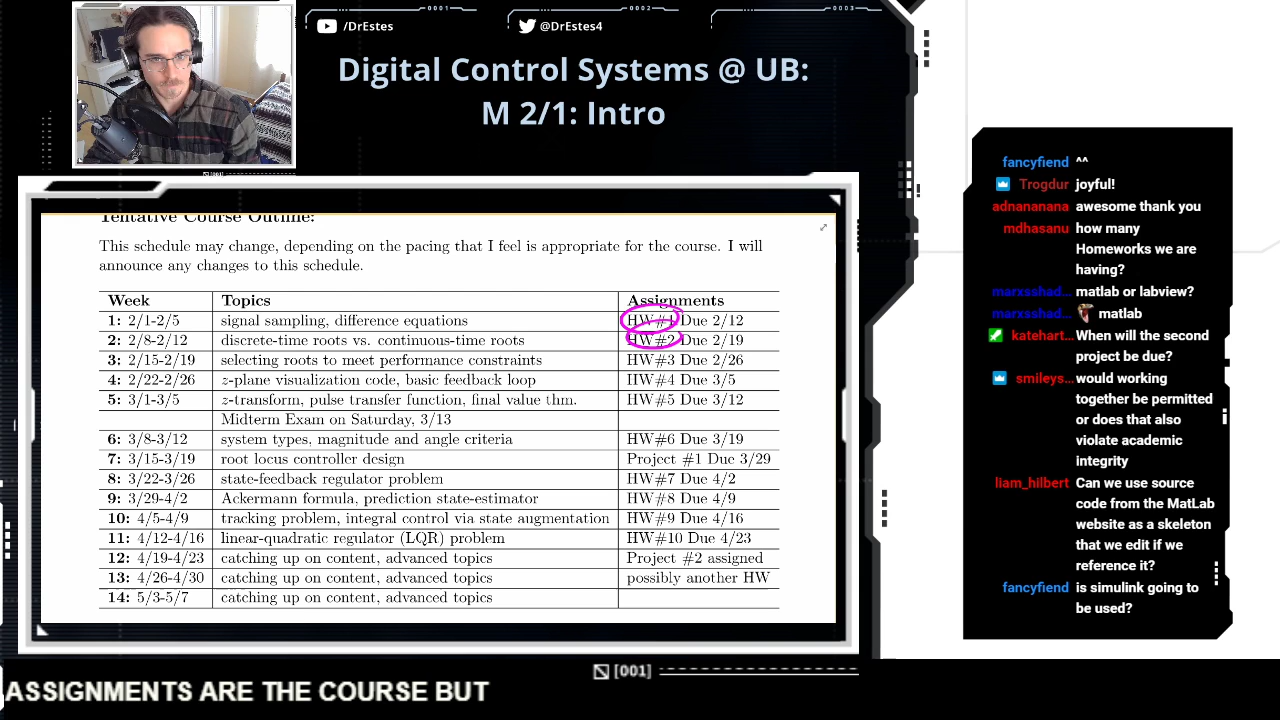 0001
0002
0003
/DrEstes
@DrEstes4
Digital Control Systems @ UB:
M 2/1: Intro
[001]
Tentative Course Outline:
This schedule may change, depending on the pacing that I feel is appropriate for the course. I will
announce any changes to this schedule.
Week Topics Assignments
1: 2/1-2/5 signal sampling, difference equations HW#1 Due 2/12
2: 2/8-2/12 discrete-time roots vs. continuous-time roots HW#2 Due 2/19
3: 2/15-2/19 selecting roots to meet performance constraints HW#3 Due 2/26
4: 2/22-2/26 z-plane visualization code, basic feedback loop HW#4 Due 3/5
5: 3/1-3/5 z-transform, pulse transfer function, final value thm. HW#5 Due 3/12
Midterm Exam on Saturday, 3/13
6: 3/8-3/12 system types, magnitude and angle criteria HW#6 Due 3/19
7: 3/15-3/19 root locus controller design Project #1 Due 3/29
8: 3/22-3/26 state-feedback regulator problem HW#7 Due 4/2
9: 3/29-4/2 Ackermann formula, prediction state-estimator HW#8 Due 4/9
10: 4/5-4/9 tracking problem, integral control via state augmentation HW#9 Due 4/16
11: 4/12-4/16 linear-quadratic regulator (LQR) problem HW#10 Due 4/23
12: 4/19-4/23 catching up on content, advanced topics Project #2 assigned
13: 4/26-4/30 catching up on content, advanced topics possibly another HW
14: 5/3-5/7 catching up on content, advanced topics
fancyfiend ^^
Trogdur joyful!
adnananana awesome thank you
mdhasanu how many
Homeworks we are
having?
marxsshad... matlab or labview?
marxsshad... matlab
katehart... When will the second
project be due?
smileys... would working
together be permitted
or does that also
violate academic
integrity
liam_hilbert Can we use source
code from the MatLab
website as a skeleton
that we edit if we
reference it?
fancyfiend is simulink going to
be used?
[001]
ASSIGNMENTS ARE THE COURSE BUT